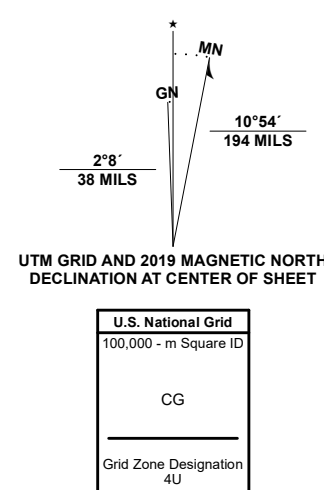 ★
MN
GN
10°54´
194 MILS
2°8´
38 MILS
UTM GRID AND 2019 MAGNETIC NORTH
DECLINATION AT CENTER OF SHEET
U.S. National Grid
100,000 - m Square ID
CG
Grid Zone Designation
4U